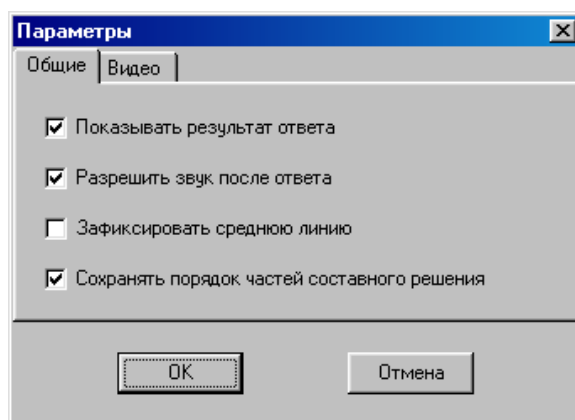 Параметры
Общие Видео
Показывать результат ответа
Разрешить звук после ответа
Зафиксировать среднюю линию
Сохранять порядок частей составного решения
OK Отмена